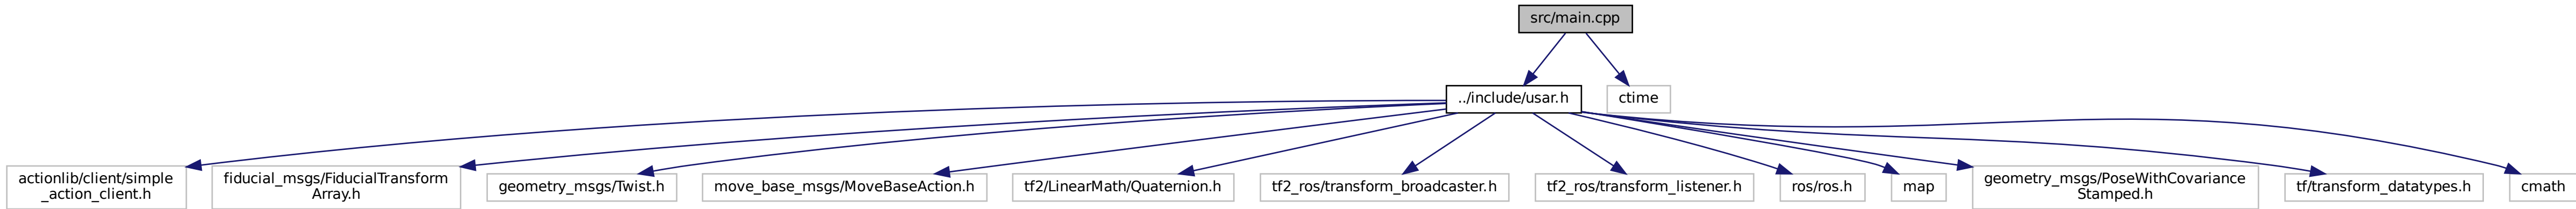 src/main.cpp
../include/usar.h
ctime
actionlib/client/simple
_action_client.h
fiducial_msgs/FiducialTransform
Array.h
geometry_msgs/Twist.h
move_base_msgs/MoveBaseAction.h
tf2/LinearMath/Quaternion.h
tf2_ros/transform_broadcaster.h
tf2_ros/transform_listener.h
ros/ros.h
map
geometry_msgs/PoseWithCovariance
Stamped.h
tf/transform_datatypes.h
cmath